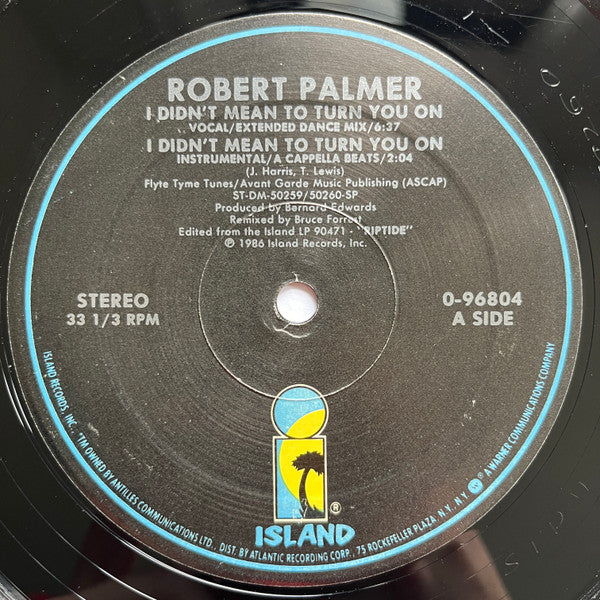 ROBERT PALMER
I DIDN'T MEAN TO TURN YOU ON
VOCAL/EXTENDED DANCE MIX/6:37
I DIDN'T MEAN TO TURN YOU ON
INSTRUMENTAL/A CAPPELLA BEATS/2:04
(J. Harris, T. Lewis)
Flyte Tyme Tunes/Avant Garde Music Publishing (ASCAP)
ST-DM-50259/50260-SP
Produced by Bernard Edwards
Remixed by Bruce Forrest
Edited from the Island LP 90471 - "RIPTIDE"
℗ 1986 Island Records, Inc.
STEREO
33 1/3 RPM
0-96804
A SIDE
i
®
ISLAND
ISLAND RECORDS, INC., "TM OWNED BY ANTILLES COMMUNICATIONS LTD., DIST. BY ATLANTIC RECORDING CORP., 75 ROCKEFELLER PLAZA, N.Y., N.Y. A WARNER COMMUNICATIONS COMPANY